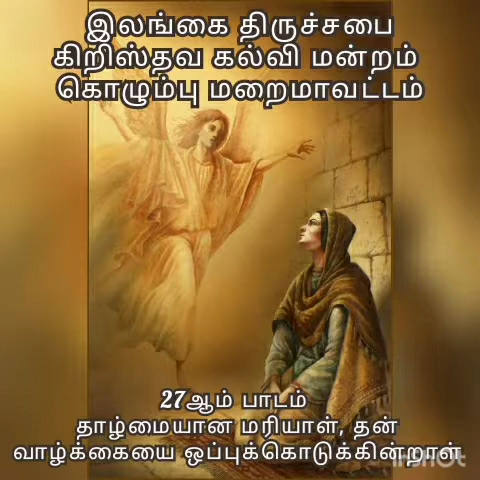 இலங்கை திருச்சபை
கிறிஸ்தவ கல்வி மன்றம்
கொழும்பு மறைமாவட்டம்
27ஆம் பாடம்
தாழ்மையான மரியாள், தன்
வாழ்க்கையை ஒப்புக்கொடுக்கின்றாள்